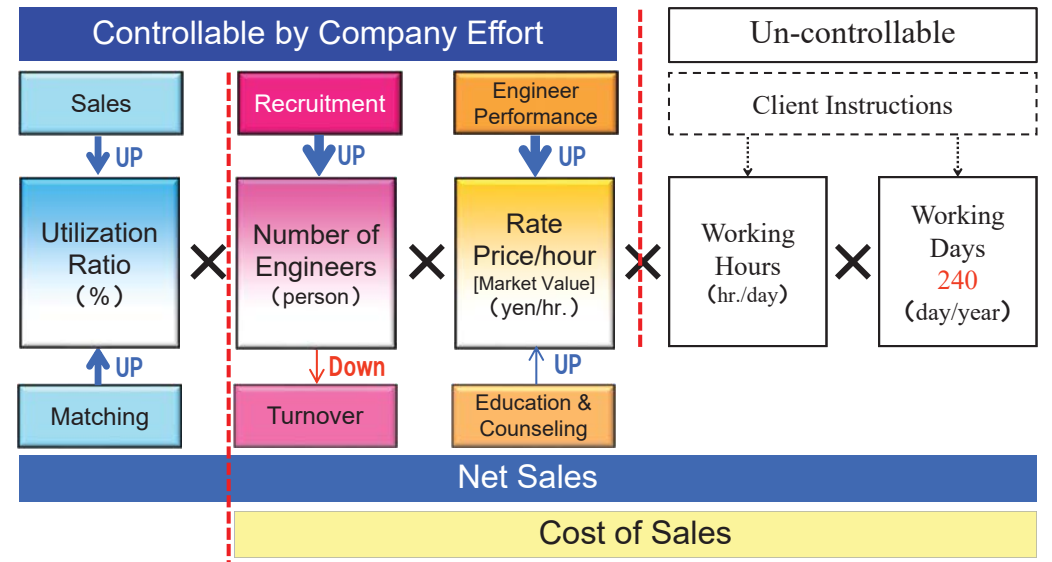 Controllable by Company Effort
Un-controllable
Sales
Recruitment
Engineer
Performance
Client Instructions
UP
UP
UP
Utilization
Ratio
(%)
×
Number of
Engineers
(person)
×
Rate
Price/hour
[Market Value]
(yen/hr.)
×
Working
Hours
(hr./day)
×
Working
Days
240
(day/year)
UP
Down
UP
Matching
Turnover
Education &
Counseling
Net Sales
Cost of Sales